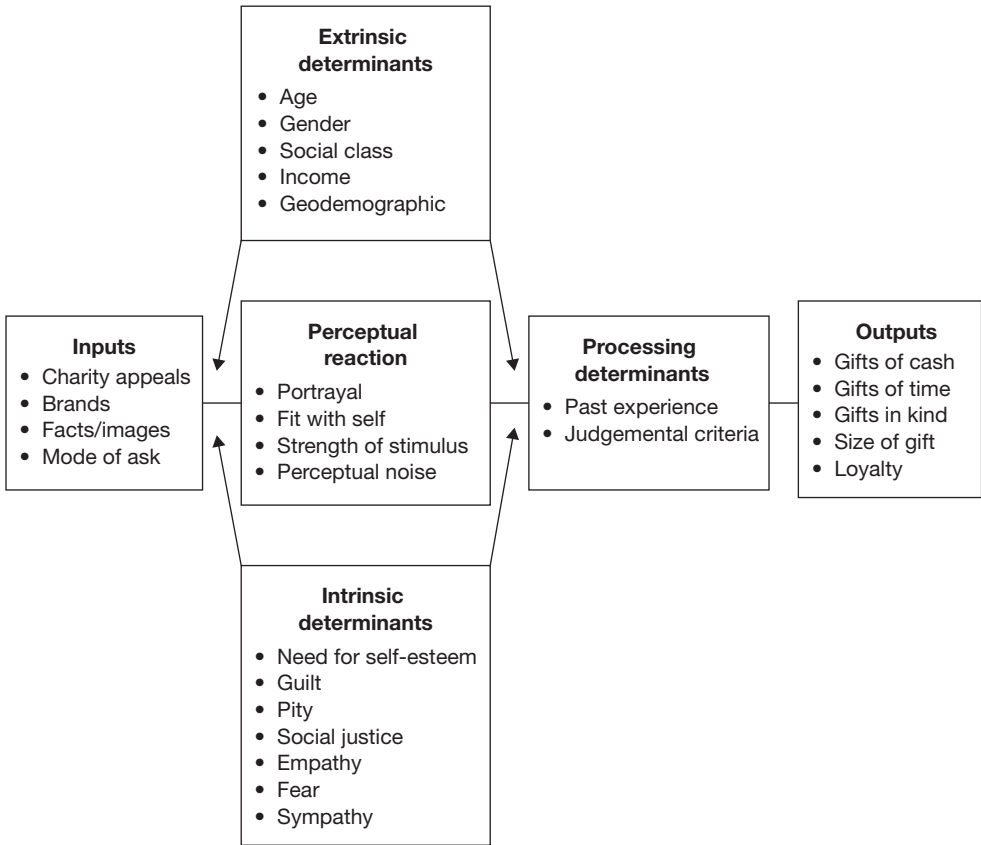 Extrinsic
determinants
• Age
• Gender
• Social class
• Income
• Geodemographic
Inputs
• Charity appeals
• Brands
• Facts/images
• Mode of ask
Perceptual
reaction
• Portrayal
• Fit with self
• Strength of stimulus
• Perceptual noise
Processing
determinants
• Past experience
• Judgemental criteria
Outputs
• Gifts of cash
• Gifts of time
• Gifts in kind
• Size of gift
• Loyalty
Intrinsic
determinants
• Need for self-esteem
• Guilt
• Pity
• Social justice
• Empathy
• Fear
• Sympathy